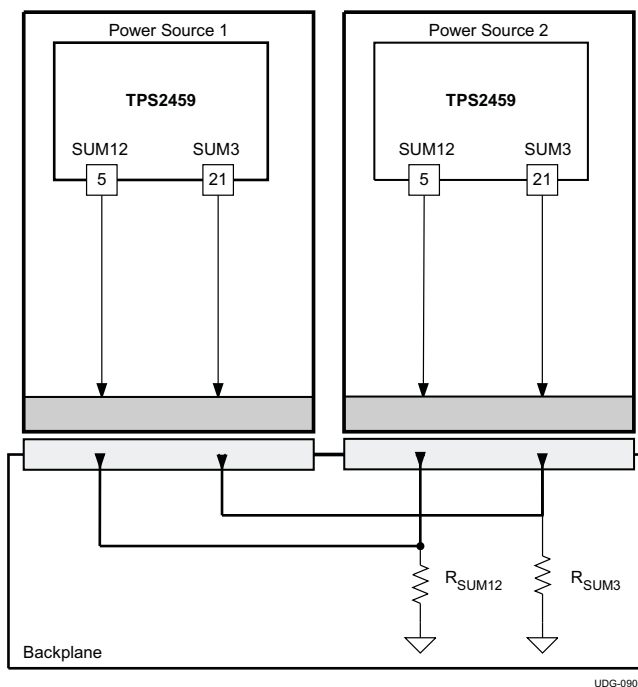 Power Source 1
Power Source 2
TPS2459
TPS2459
SUM12
SUM3
SUM12
SUM3
5
21
5
21
RSUM12
RSUM3
Backplane
UDG-090